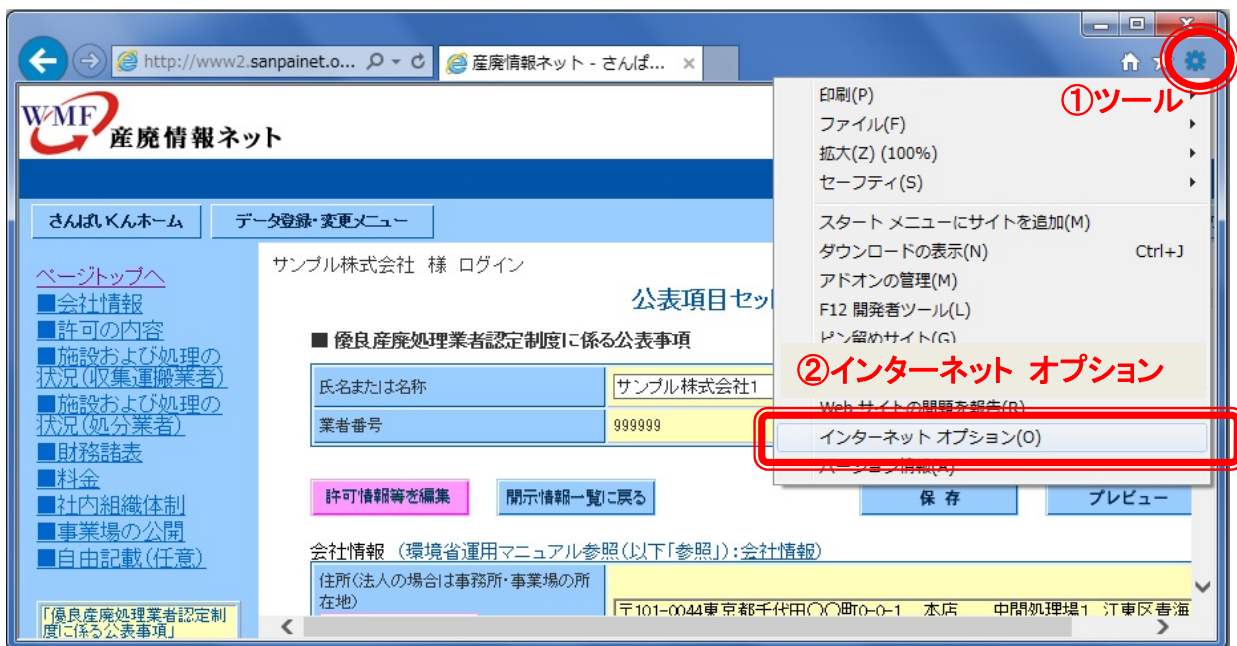 http://www2.sanpainet.o...
産廃情報ネット - さんぱ...
①ツール
印刷(P)
ファイル(F)
拡大(Z) (100%)
セーフティ(S)
スタート メニューにサイトを追加(M)
ダウンロードの表示(N) Ctrl+J
アドオンの管理(M)
F12 開発者ツール(L)
ピン留めサイト(G)
②インターネット オプション
Web サイトの問題を報告(R)
インターネット オプション(O)
バージョン情報(A)
WMF 産廃情報ネット
さんぱいくんホーム
データ登録・変更メニュー
ページトップへ
■会社情報
■許可の内容
■施設および処理の
状況(収集運搬業者)
■施設および処理の
状況(処分業者)
■財務諸表
■料金
■社内組織体制
■事業場の公開
■自由記載(任意)
「優良産廃処理業者認定制
度に係る公表事項」
サンプル株式会社 様 ログイン
公表項目セッ
■ 優良産廃処理業者認定制度に係る公表事項
氏名または名称 サンプル株式会社1
業者番号 999999
許可情報等を編集 開示情報一覧に戻る 保 存 プレビュー
会社情報 (環境省運用マニュアル参照(以下「参照」):会社情報)
住所(法人の場合は事務所・事業場の所
在地)
〒101-0044東京都千代田〇〇町0-0-1 本店 中間処理場1 江東区青海